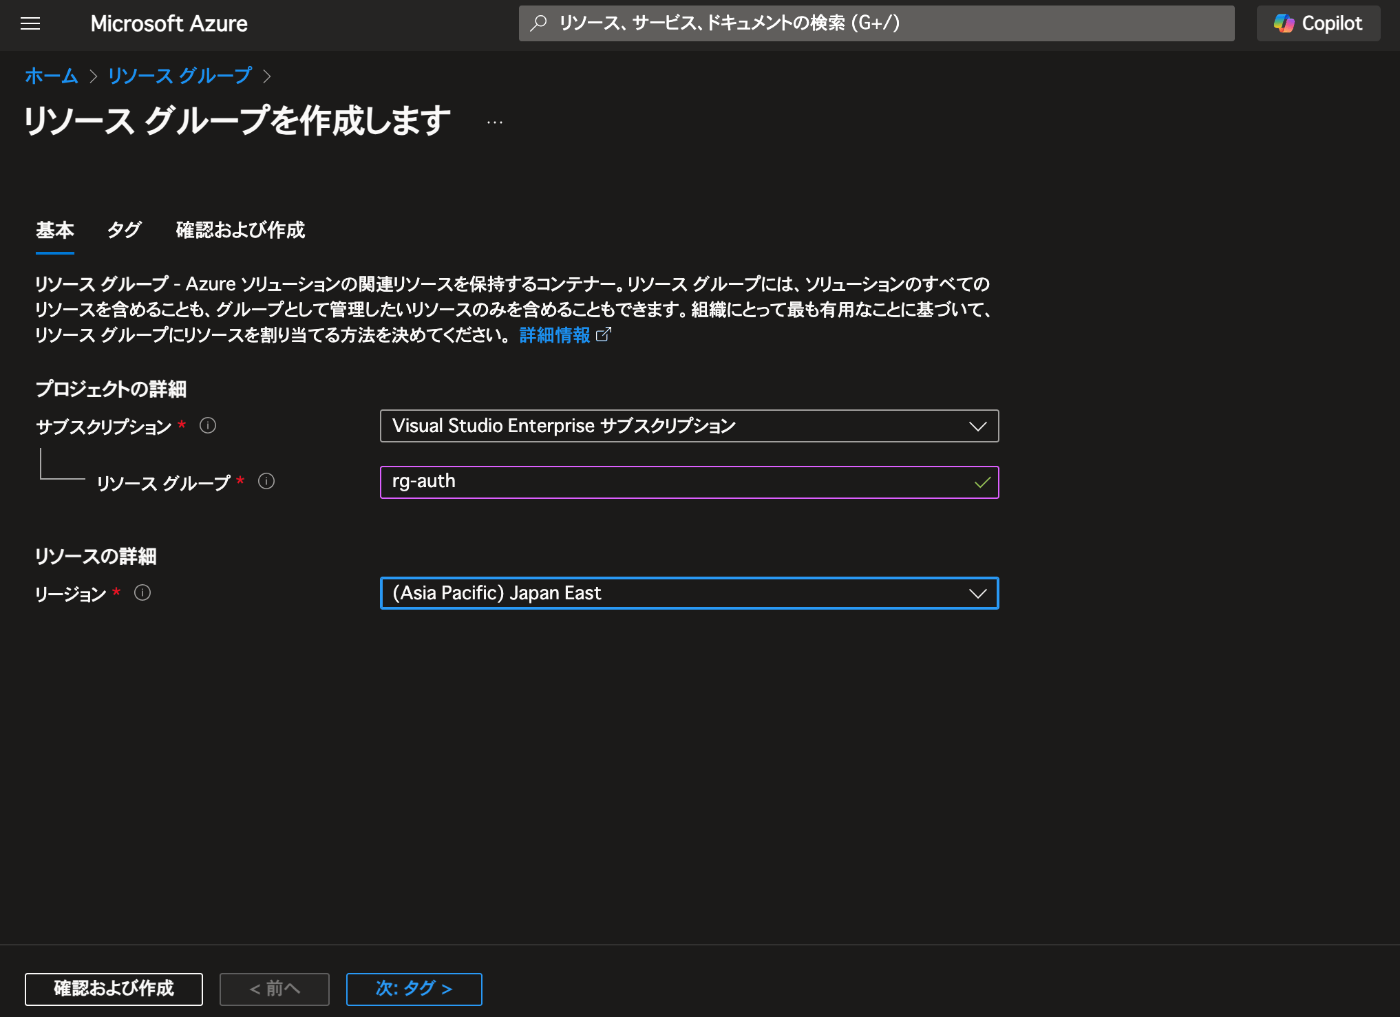 Microsoft Azure
リソース、サービス、ドキュメントの検索 (G+/)
Copilot
ホーム > リソース グループ >
リソース グループを作成します ...
基本 タグ 確認および作成
リソース グループ - Azure ソリューションの関連リソースを保持するコンテナー。リソース グループには、ソリューションのすべての
リソースを含めることも、グループとして管理したいリソースのみを含めることもできます。組織にとって最も有用なことに基づいて、
リソース グループにリソースを割り当てる方法を決めてください。 詳細情報
プロジェクトの詳細
サブスクリプション *
Visual Studio Enterprise サブスクリプション
リソース グループ *
rg-auth
リソースの詳細
リージョン *
(Asia Pacific) Japan East
確認および作成
< 前へ
次: タグ >